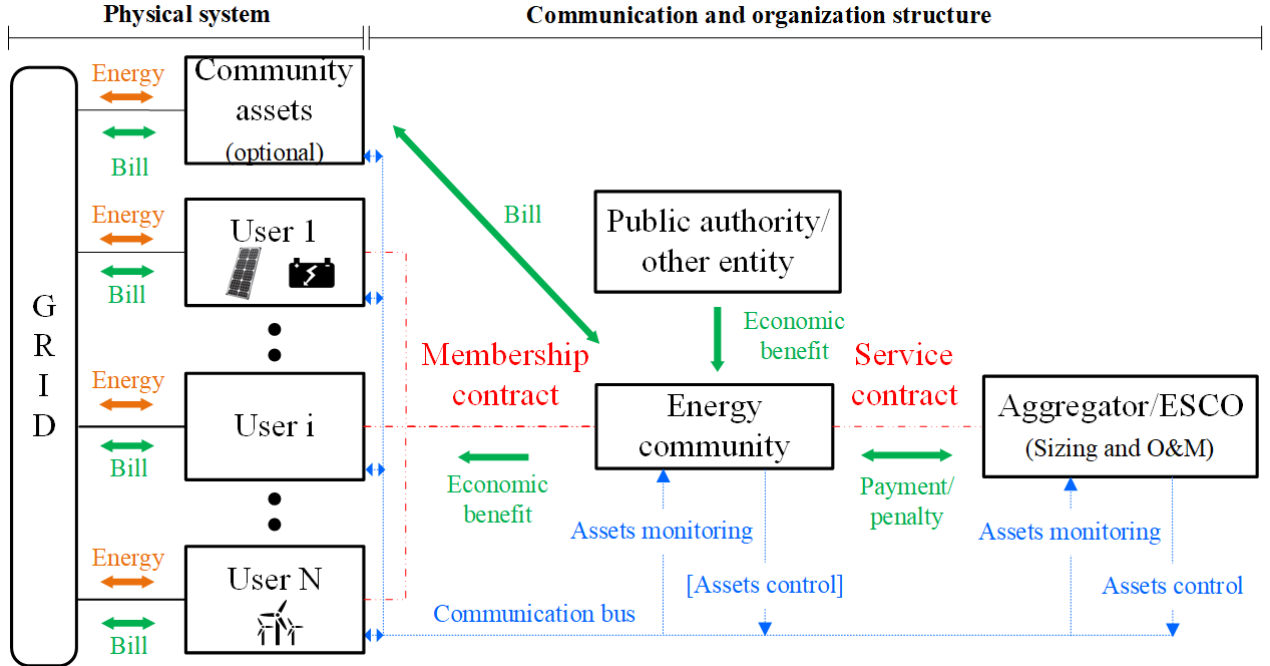 Physical system
Communication and organization structure
GRID
Energy
Bill
Community
assets
(optional)
Energy
Bill
User 1
Energy
Bill
User i
Energy
Bill
User N
Bill
Public authority/
other entity
Economic
benefit
Membership
contract
Service
contract
Energy
community
Aggregator/ESCO
(Sizing and O&M)
Economic
benefit
Payment/
penalty
Assets monitoring
Assets monitoring
[Assets control]
Assets control
Communication bus